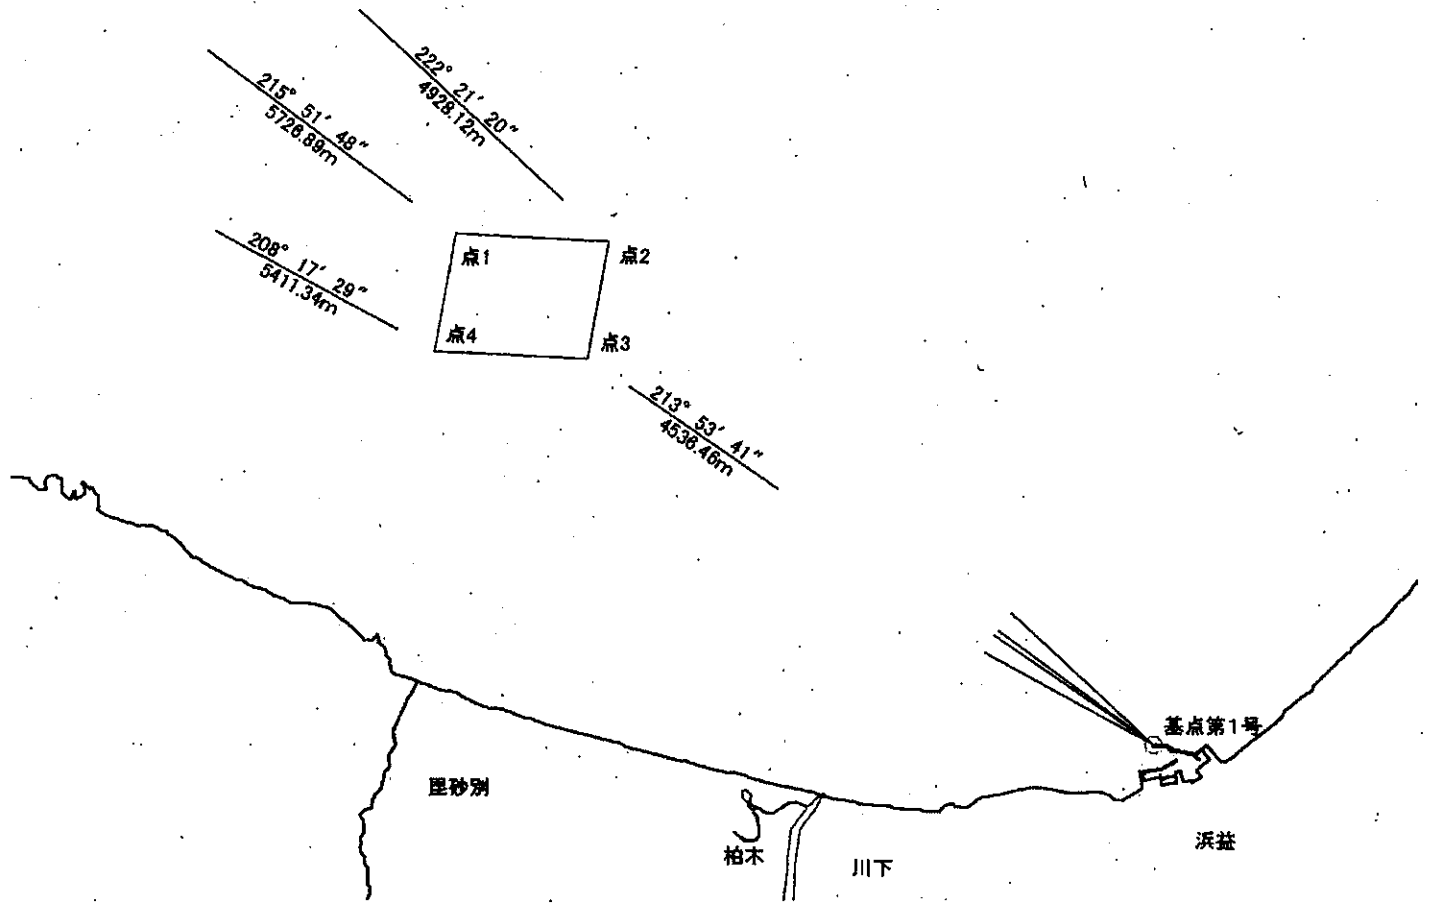 222° 21′ 20″
4928.12m
215° 51′ 48″
5726.89m
208° 17′ 29″
5411.34m
点1
点2
点4
点3
213° 53′ 41″
4536.46m
基点第1号
毘砂別
浜益
柏木
川下